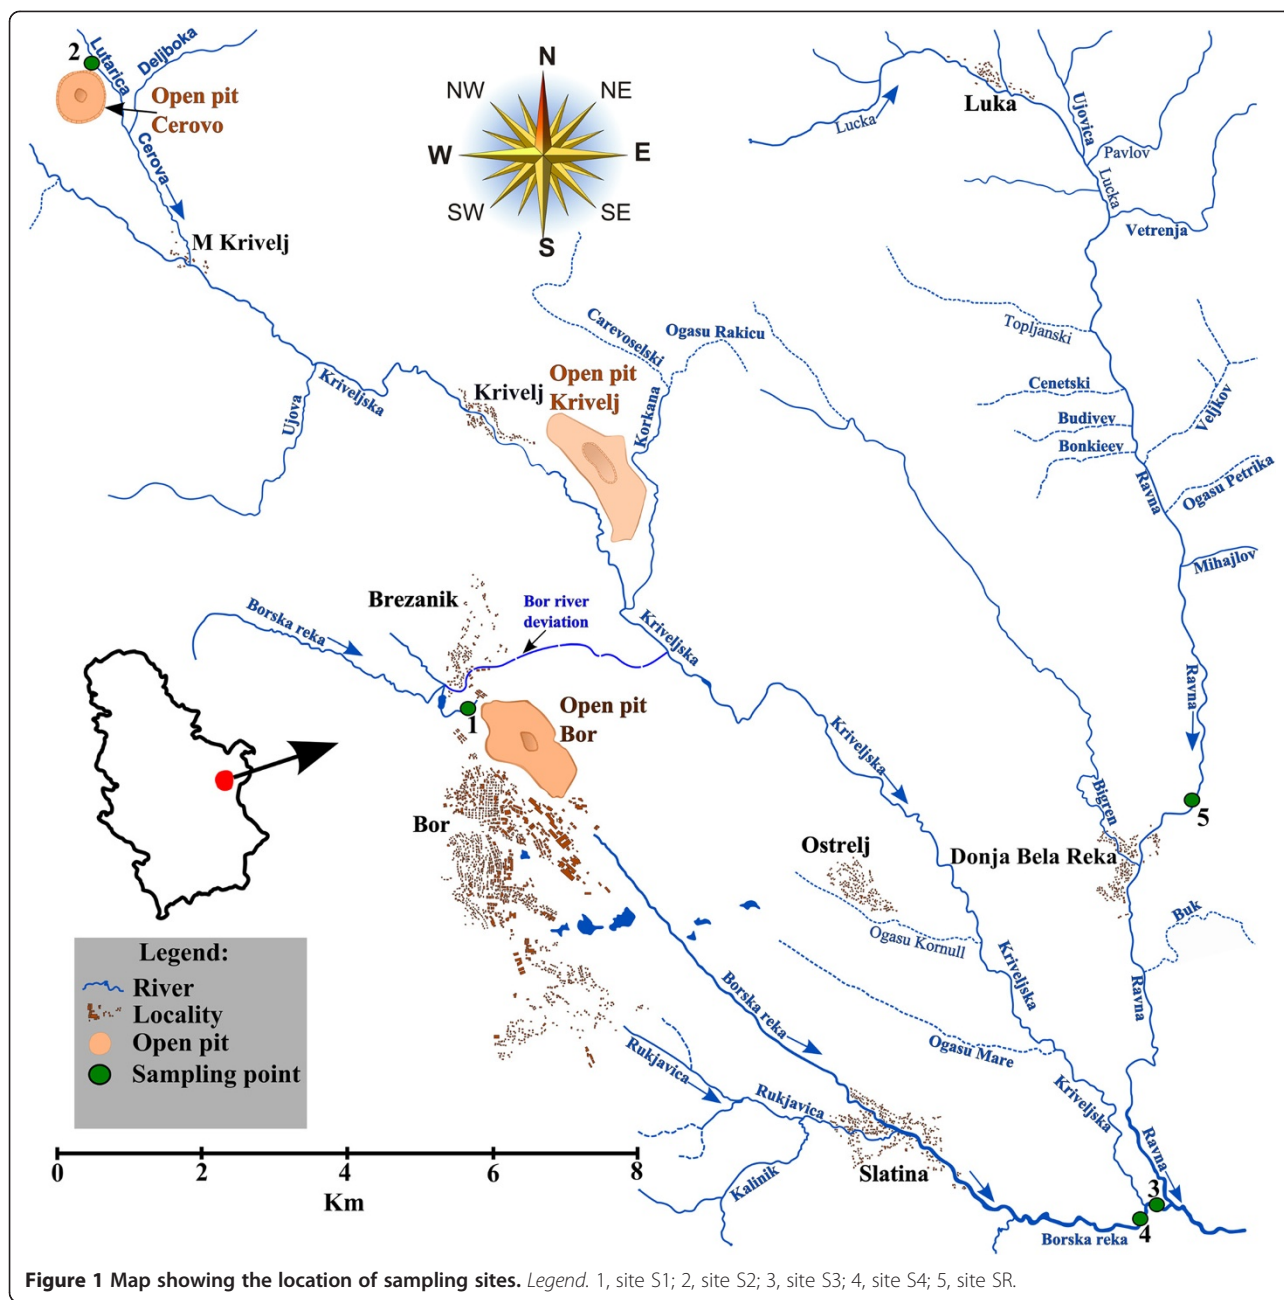 2
Lutarica
Deljboka
Open pit
Cerovo
Cerova
M Krivelj
N
NW
NE
W
E
SW
SE
S
Lucka
Luka
Ujovica
Pavlov
Lucka
Vetrenja
Topljanski
Cenetski
Budivev
Bonkieev
Veljkov
Ravna
Ogasu Petrika
Mihajlov
Ravna
5
Carevoselski
Ogasu Rakicu
Open pit
Krivelj
Krivelj
Korkana
Kriveljska
Ujova
Brezanik
Borska reka
Bor river
deviation
Kriveljska
1
Open pit
Bor
Bor
Kriveljska
Bigren
Ostrelj
Donja Bela Reka
Ogasu Kornull
Buk
Kriveljska
Ravna
Borska reka
Ogasu Mare
Rukjavica
Rukjavica
Kriveljska
Ravna
Kalinik
Slatina
3
4
Borska reka
Legend:
River
Locality
Open pit
Sampling point
0 2 4 6 8
Km
Figure 1 Map showing the location of sampling sites. Legend. 1, site S1; 2, site S2; 3, site S3; 4, site S4; 5, site SR.